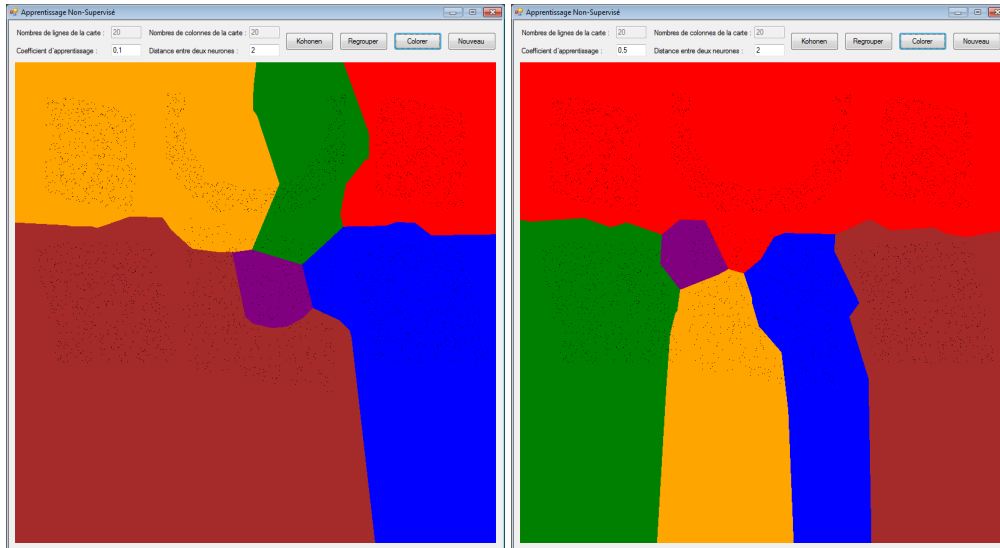 Apprentissage Non-Supervisé
Nombres de lignes de la carte : 20 Nombres de colonnes de la carte : 20
Coefficient d'apprentissage : 0,1 Distance entre deux neurones : 2
Kohonen Regrouper Colorer Nouveau
Apprentissage Non-Supervisé
Nombres de lignes de la carte : 20 Nombres de colonnes de la carte : 20
Coefficient d'apprentissage : 0,5 Distance entre deux neurones : 2
Kohonen Regrouper Colorer Nouveau